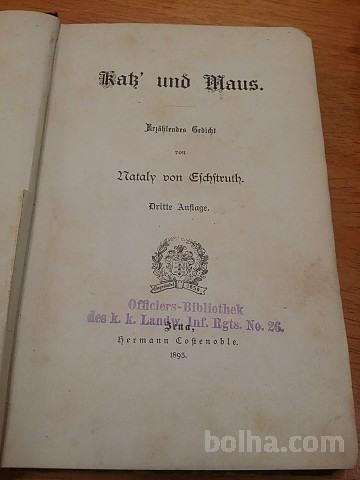 Katz' und Maus.
Erzählendes Gedicht
von
Nataly von Eschstruth.
Dritte Auflage.
Officiers-Bibliothek
des k. k. Landw. Inf. Rgts. No. 26.
Jena,
Hermann Costenoble.
1895.
bolha.com